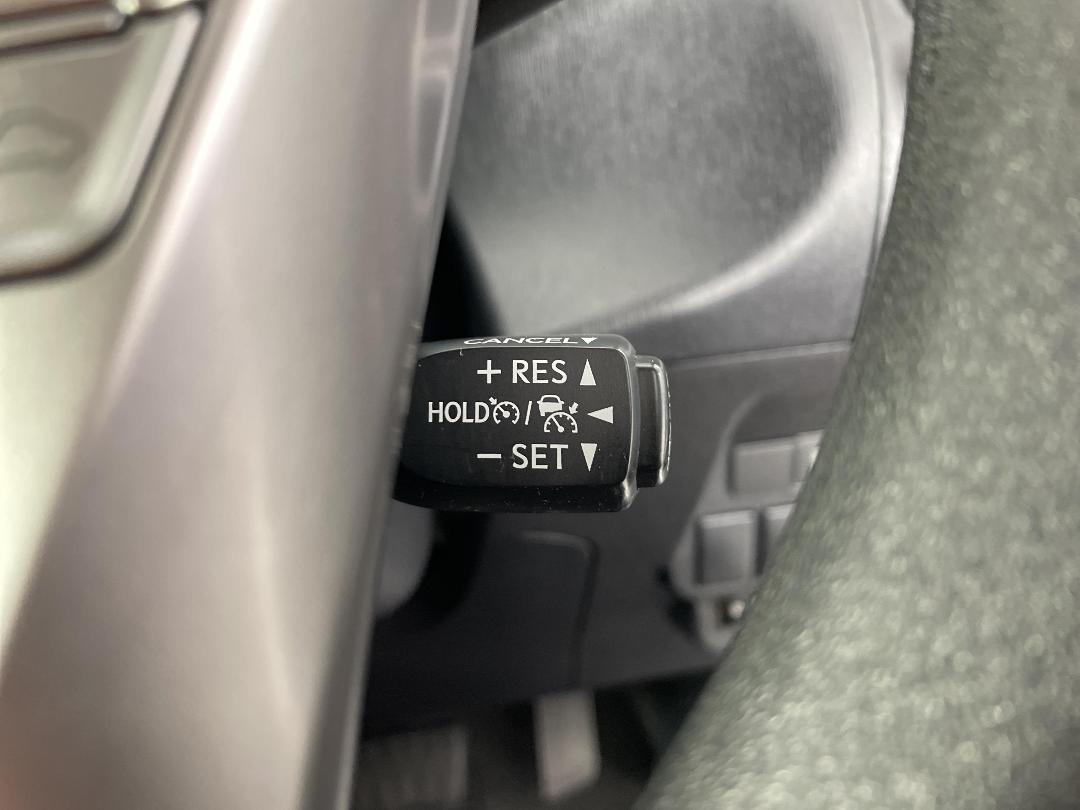 CANCEL▼
+ RES ▲
HOLD / ◀
− SET ▼